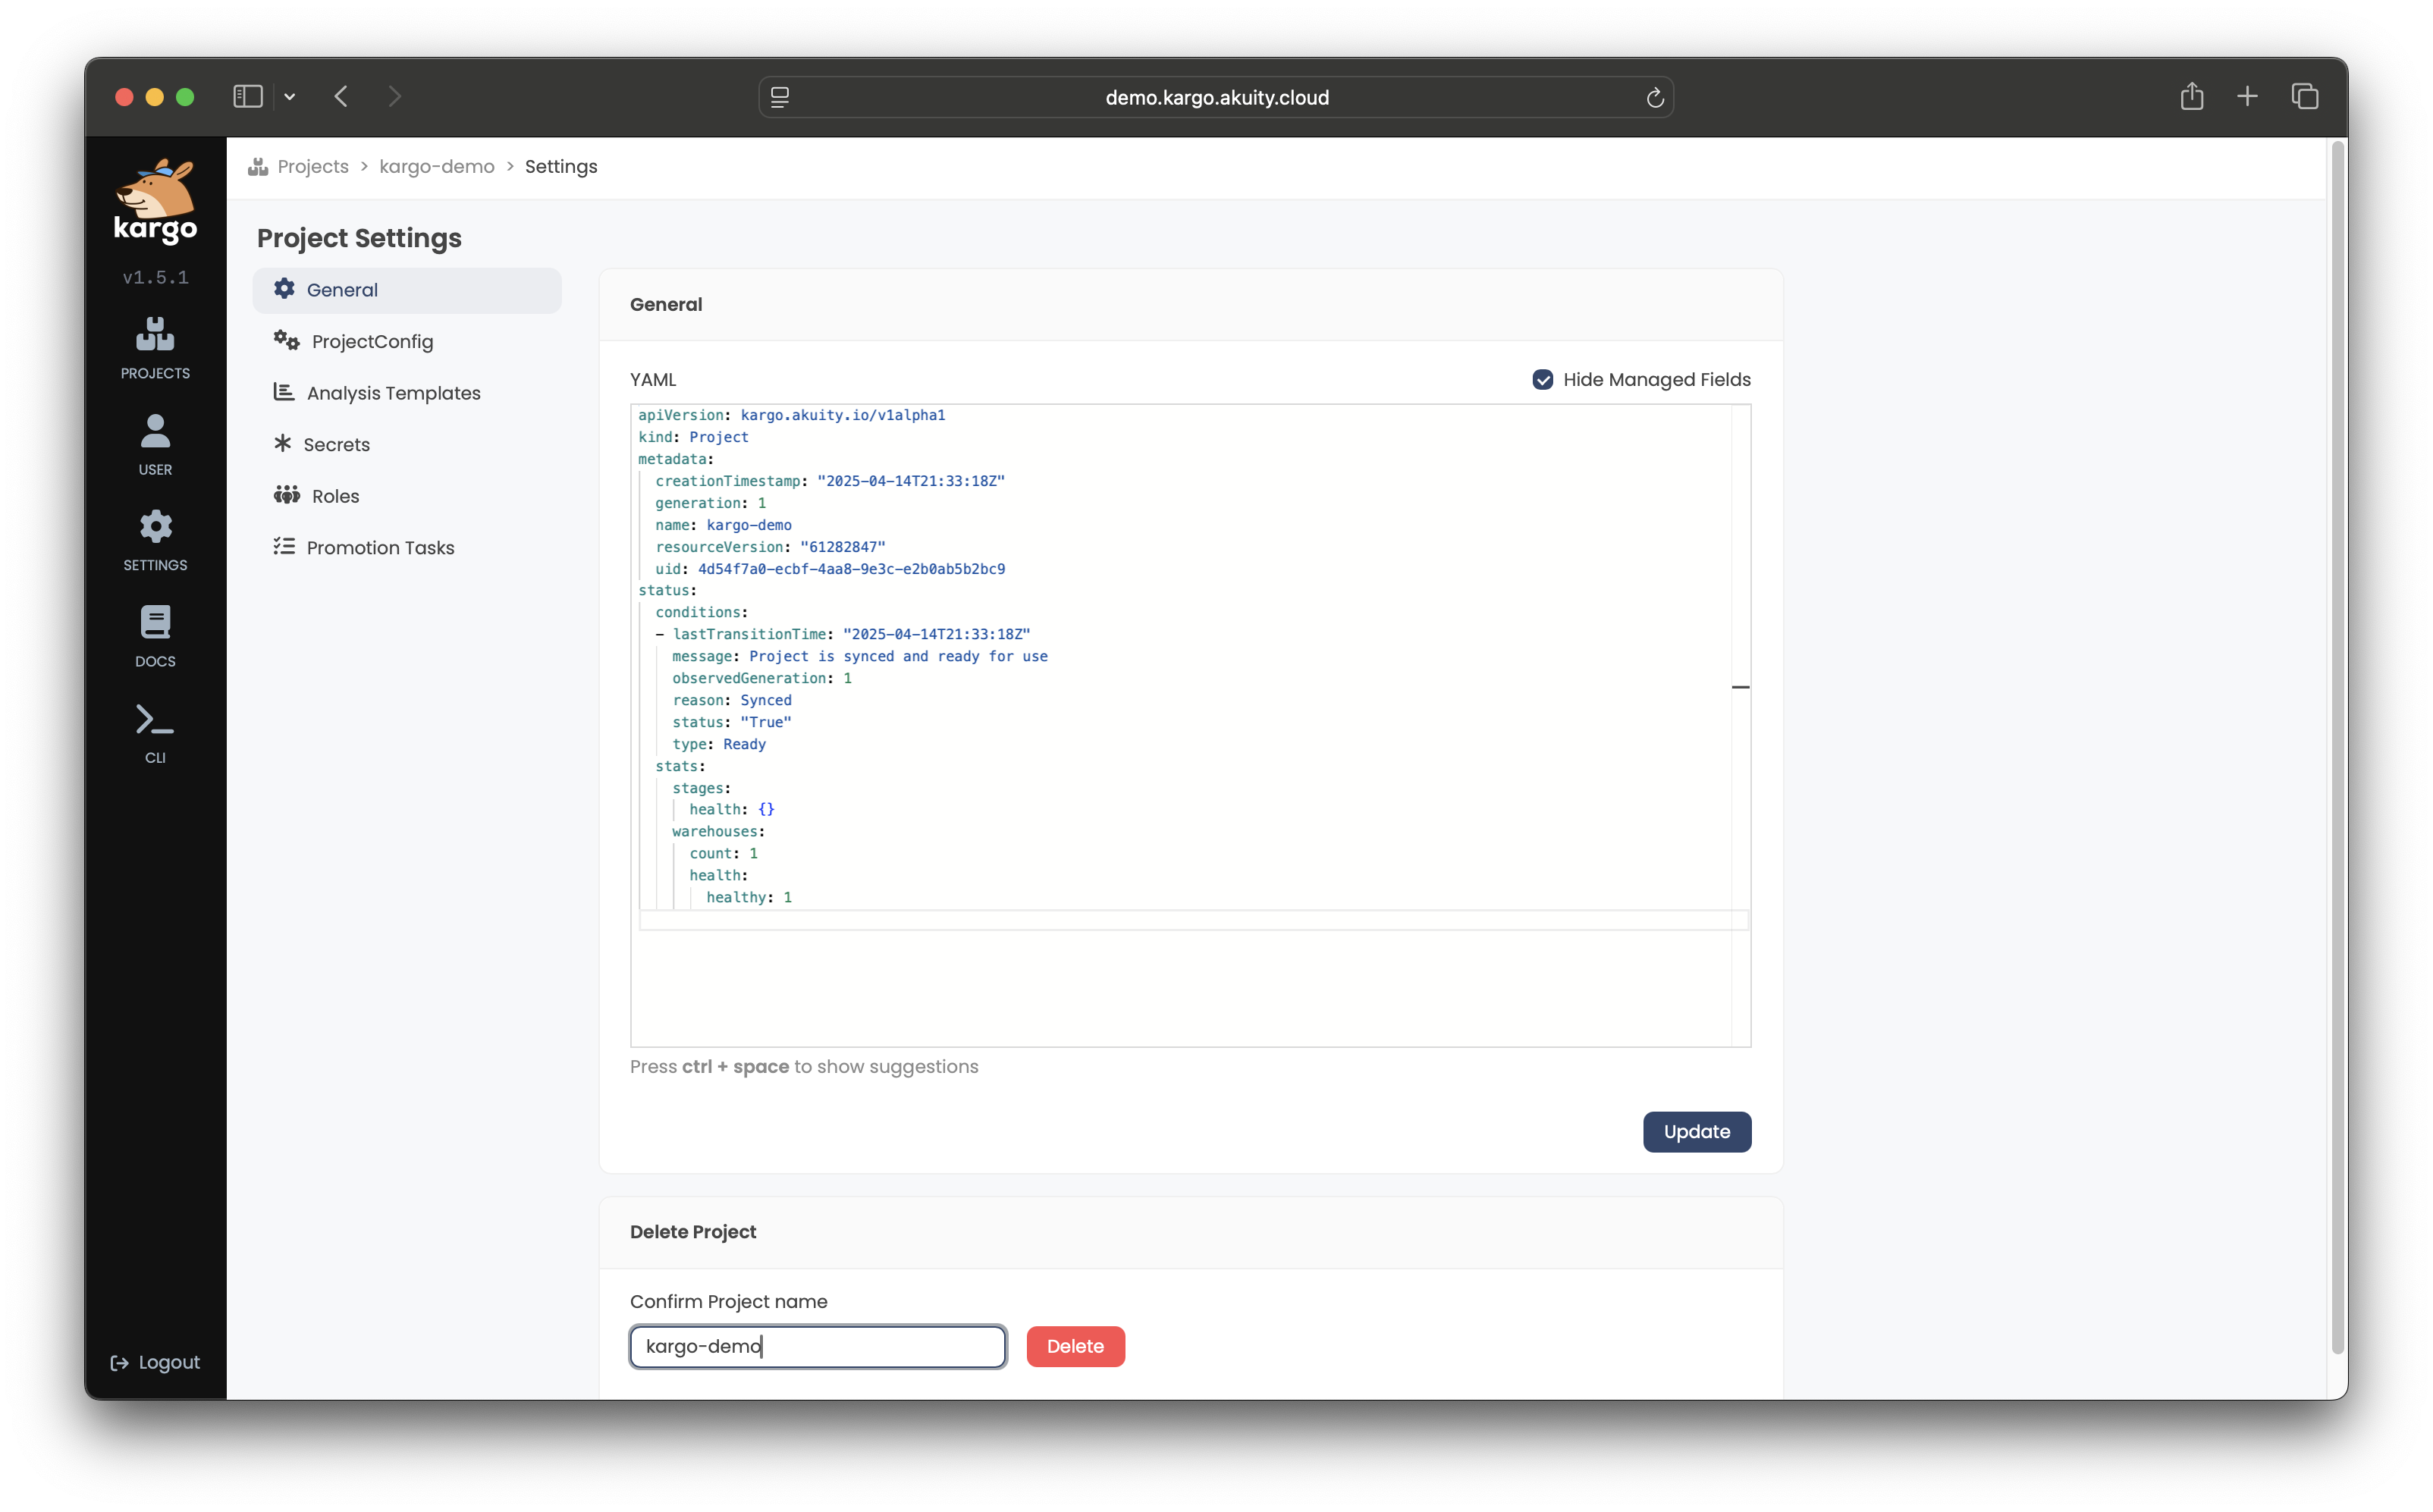 demo.kargo.akuity.cloud
kargo
v1.5.1
PROJECTS
USER
SETTINGS
DOCS
CLI
Logout
Projects > kargo-demo > Settings
Project Settings
General
ProjectConfig
Analysis Templates
Secrets
Roles
Promotion Tasks
General
YAML
Hide Managed Fields
apiVersion: kargo.akuity.io/v1alpha1
kind: Project
metadata:
  creationTimestamp: "2025-04-14T21:33:18Z"
  generation: 1
  name: kargo-demo
  resourceVersion: "61282847"
  uid: 4d54f7a0-ecbf-4aa8-9e3c-e2b0ab5b2bc9
status:
  conditions:
  - lastTransitionTime: "2025-04-14T21:33:18Z"
    message: Project is synced and ready for use
    observedGeneration: 1
    reason: Synced
    status: "True"
    type: Ready
  stats:
    stages:
      health: {}
    warehouses:
      count: 1
      health:
        healthy: 1
Press ctrl + space to show suggestions
Update
Delete Project
Confirm Project name
kargo-demo
Delete